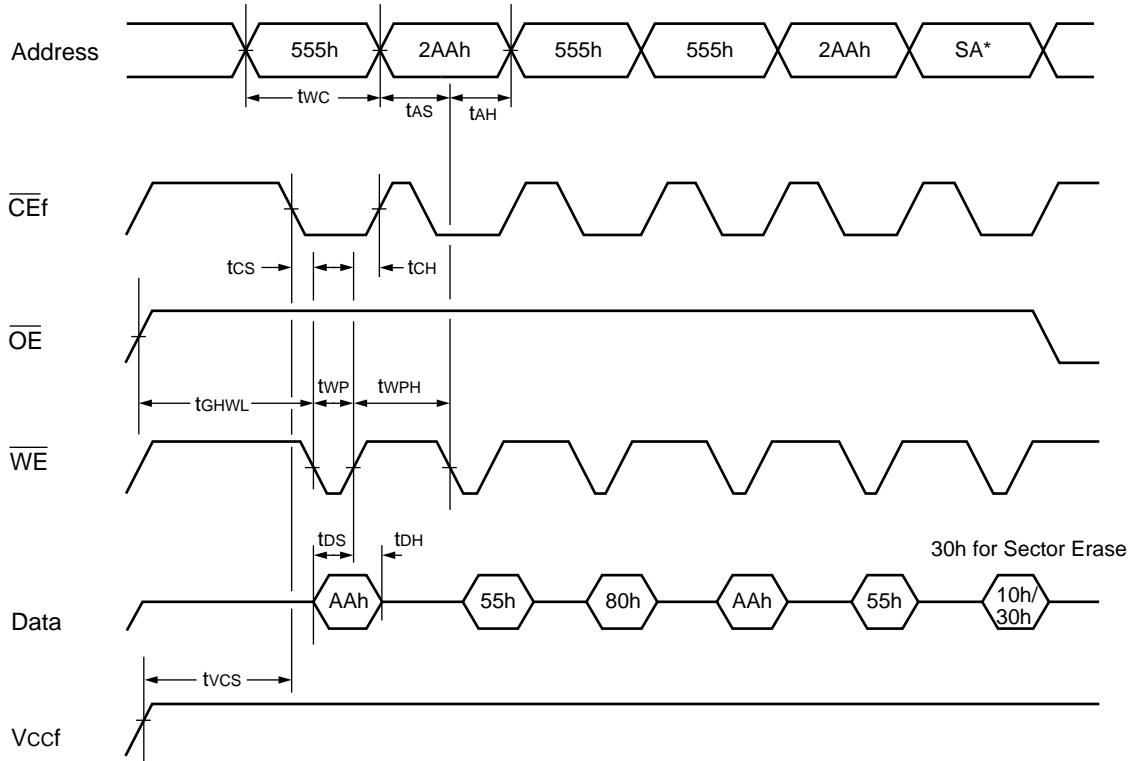 Address 555h 2AAh 555h 555h 2AAh SA*
tWC tAS tAH
CEf
tCS tCH
OE
tGHWL tWP tWPH
WE
tDS tDH
30h for Sector Erase
Data AAh 55h 80h AAh 55h 10h/
30h
tVCS
VCCf